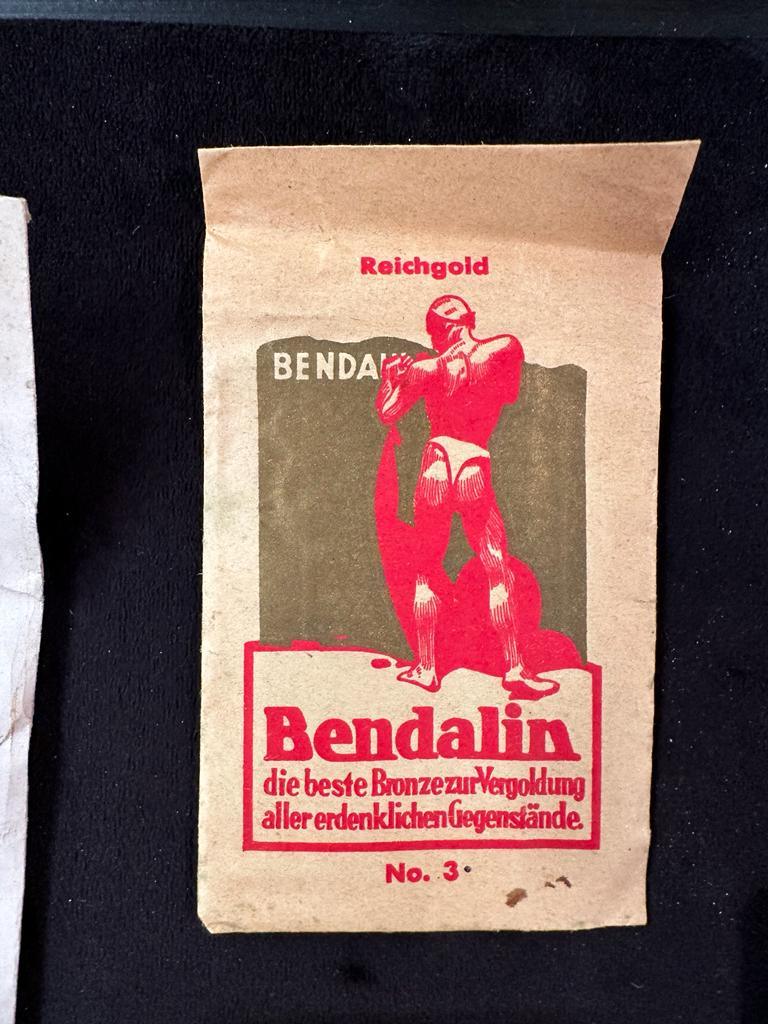 Reichgold
BENDA
Bendalin
die beste Bronze zur Vergoldung
aller erdenklichen Gegenstände.
No. 3